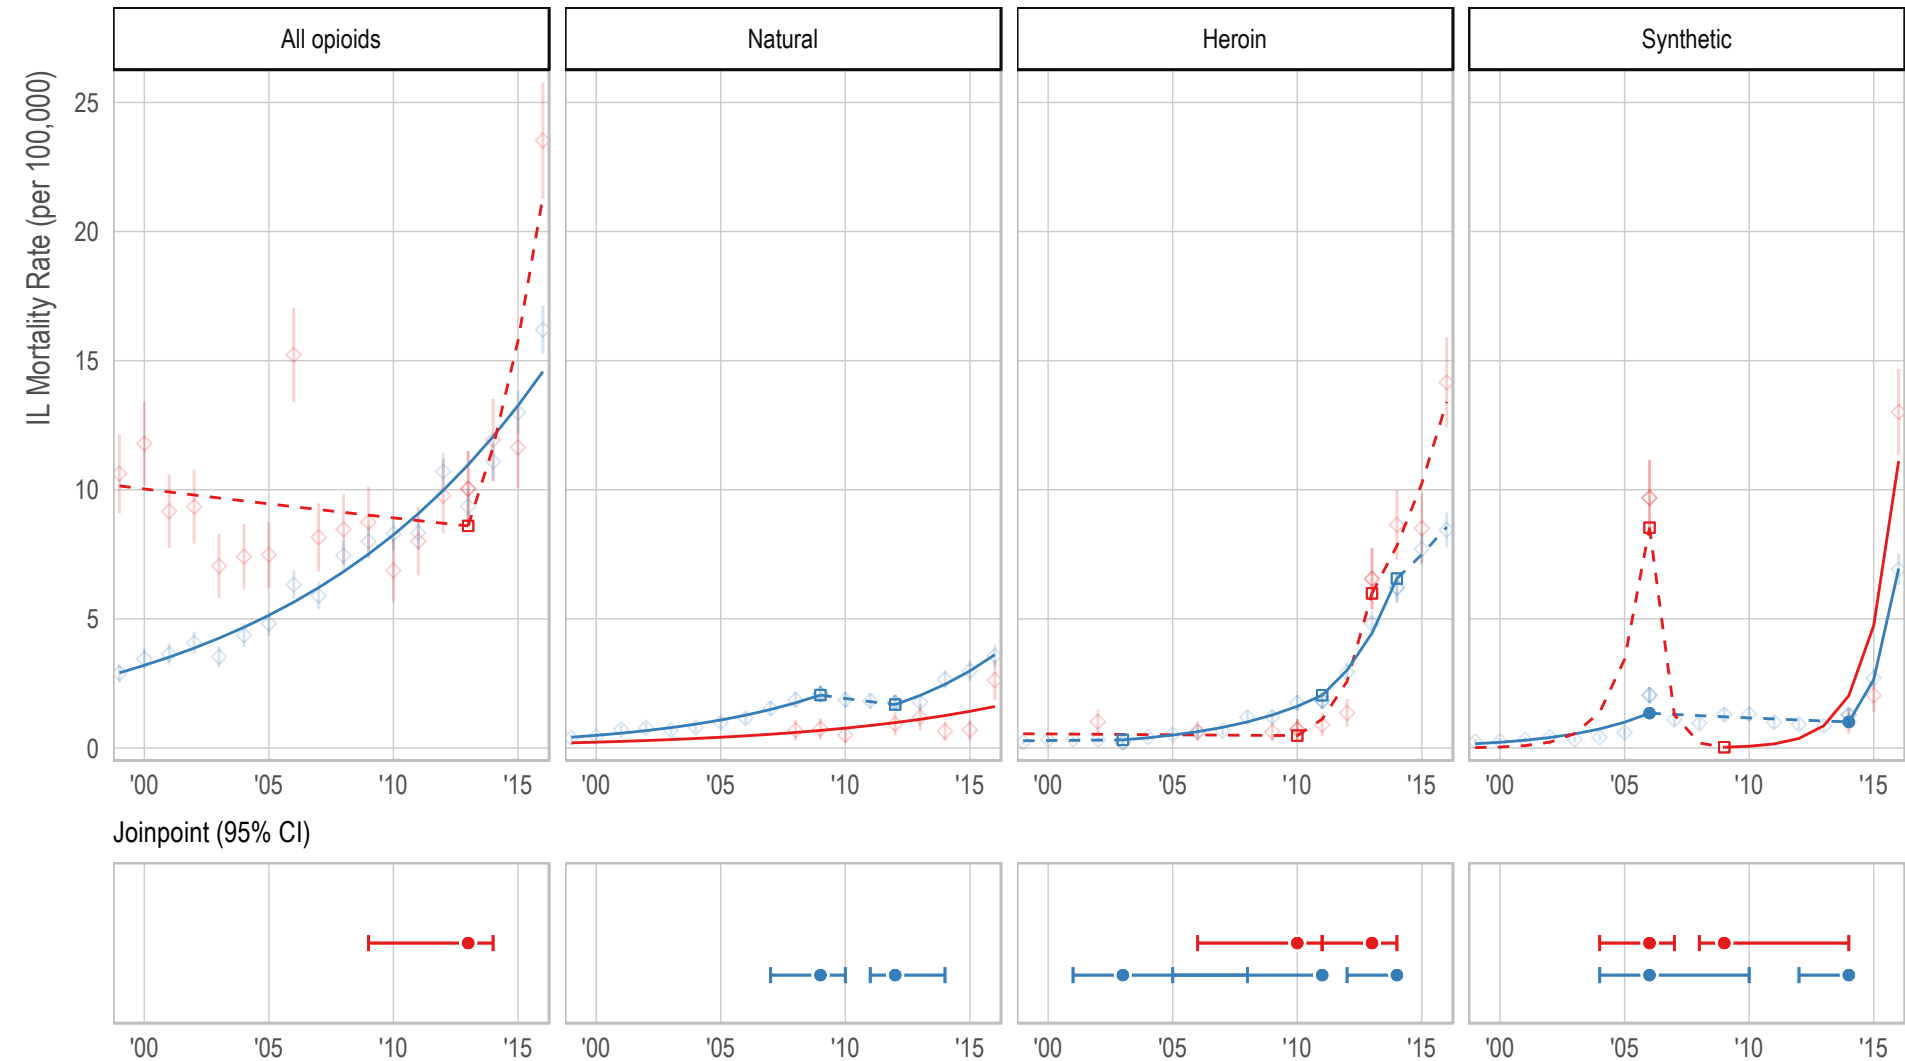 All opioids Natural Heroin Synthetic
IL Mortality Rate (per 100,000)
25
20
15
10
5
0
'00 '05 '10 '15 '00 '05 '10 '15 '00 '05 '10 '15 '00 '05 '10 '15
Joinpoint (95% CI)
'00 '05 '10 '15 '00 '05 '10 '15 '00 '05 '10 '15 '00 '05 '10 '15